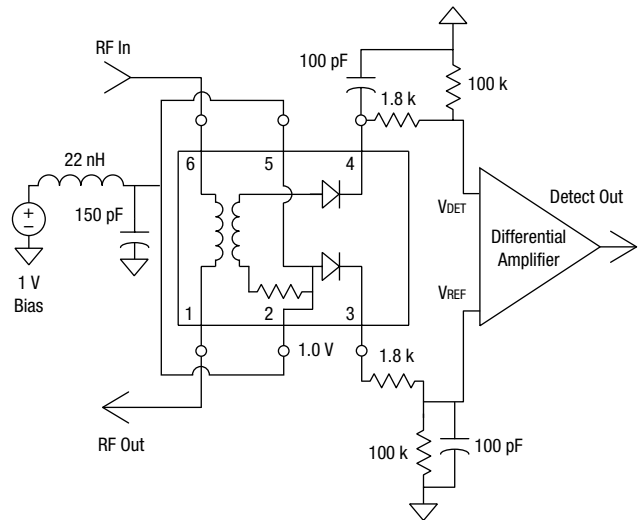 RF In
100 pF
1.8 k
100 k
22 nH
150 pF
1 V
Bias
+
−
6
5
4
1
2
3
1.0 V
VDET
VREF
Differential
Amplifier
Detect Out
RF Out
1.8 k
100 k
100 pF